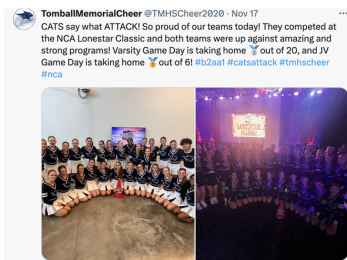 TomballMemorialCheer @TMHSCheer2020 · Nov 17
CATS say what ATTACK! So proud of our teams today! They competed at
the NCA Lonestar Classic and both teams were up against amazing and
strong programs! Varsity Game Day is taking home 🥈out of 20, and JV
Game Day is taking home 🥉out of 6! #b2aa1 #catsattack #tmhscheer
#nca
LONESTAR
CLASSIC